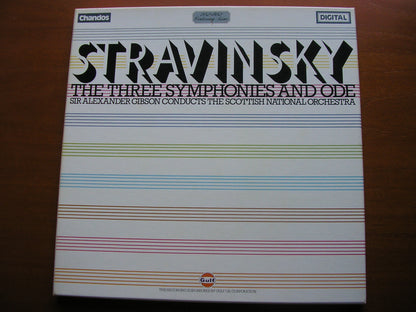 Chandos
DIGITAL
STRAVINSKY
THE THREE SYMPHONIES AND ODE
SIR ALEXANDER GIBSON CONDUCTS THE SCOTTISH NATIONAL ORCHESTRA
Gulf